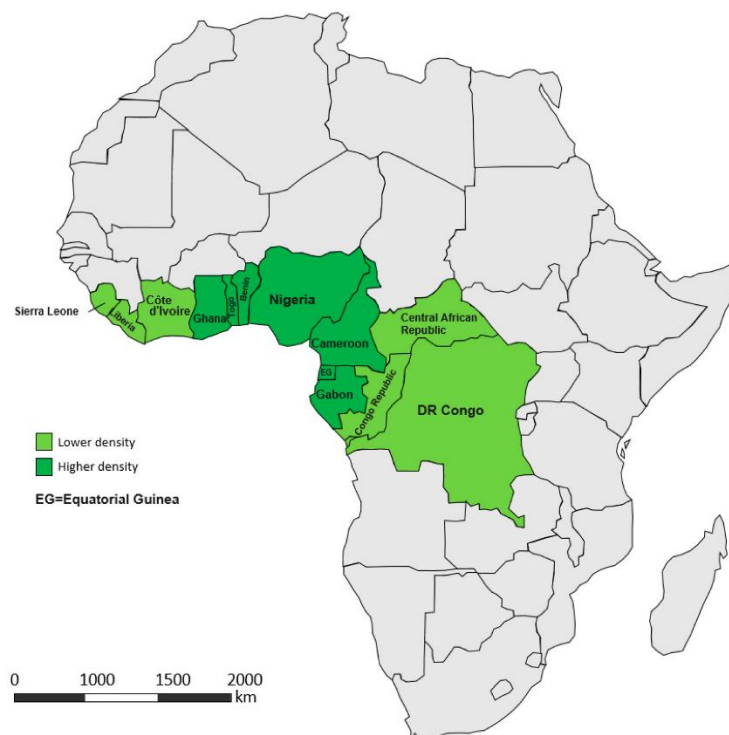 Nigeria
Côte
d'Ivoire
Ghana
Togo
Benin
Sierra Leone
Liberia
Central African
Republic
Cameroon
EG
Gabon
Congo Republic
DR Congo
Lower density
Higher density
EG=Equatorial Guinea
0 1000 1500 2000
km